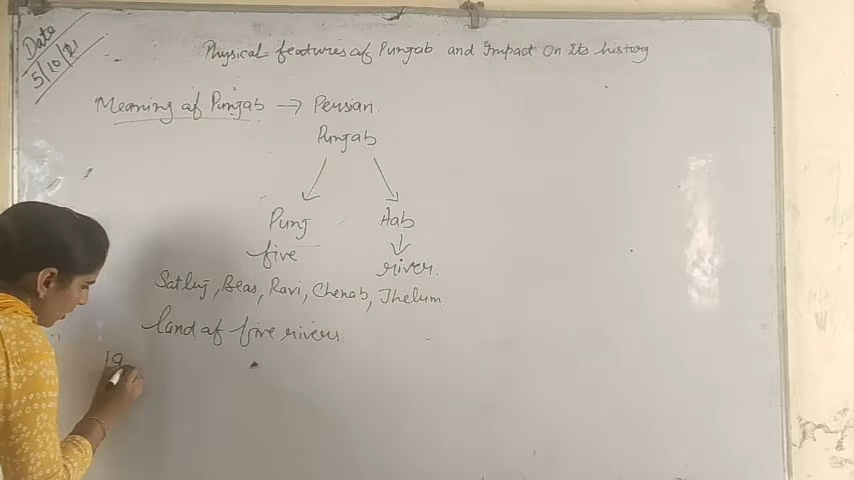 Date
5/10/21
Physical features of Punjab and Impact On Its history
Meaning of Punjab → Persian.
Punjab
Punj Aab
five river.
Satluj, Beas, Ravi, Chenab, Jhelum
land of five rivers
19